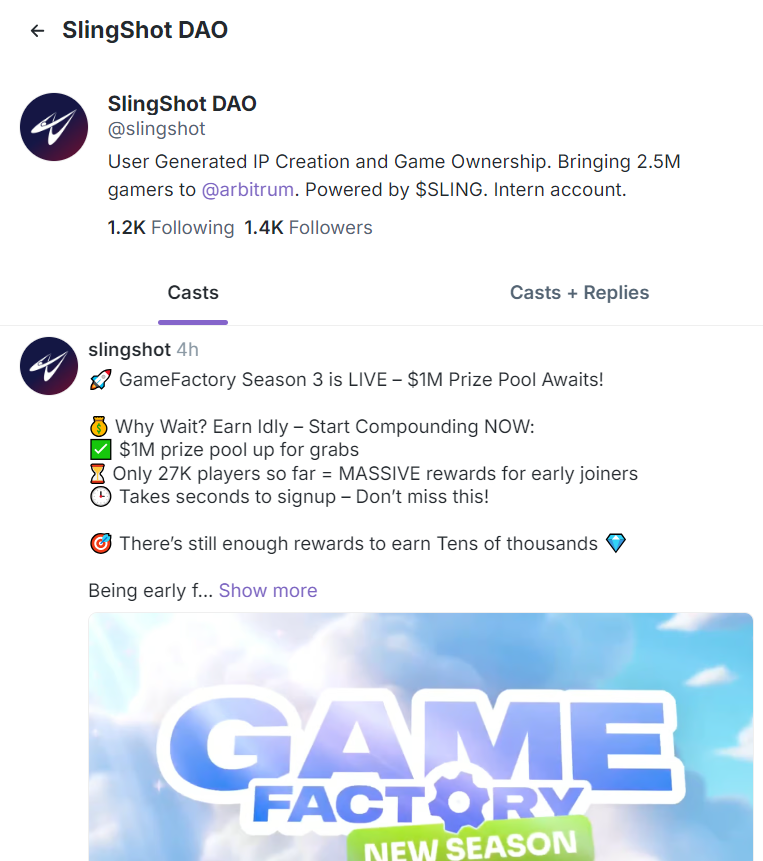 SlingShot DAO
SlingShot DAO
@slingshot
User Generated IP Creation and Game Ownership. Bringing 2.5M
gamers to @arbitrum. Powered by $SLING. Intern account.
1.2K Following 1.4K Followers
Casts
Casts + Replies
slingshot 4h
🚀 GameFactory Season 3 is LIVE – $1M Prize Pool Awaits!
💰 Why Wait? Earn Idly – Start Compounding NOW:
✅ $1M prize pool up for grabs
⏳ Only 27K players so far = MASSIVE rewards for early joiners
🕒 Takes seconds to signup – Don’t miss this!
🎯 There’s still enough rewards to earn Tens of thousands 💎
Being early f... Show more
GAME
FACTORY
NEW SEASON